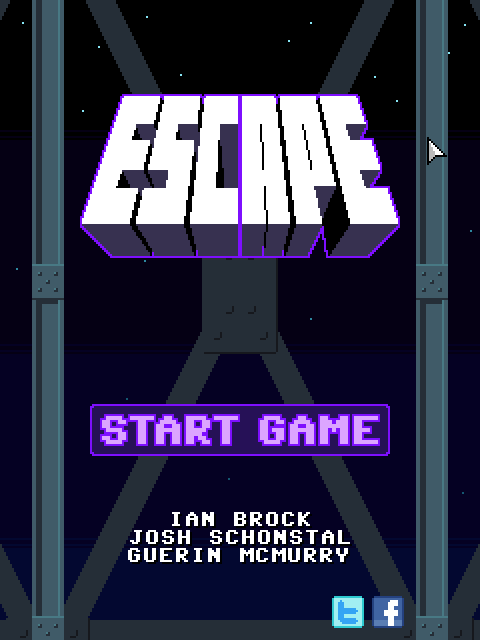 ESCAPE
START GAME
IAN BROCK
JOSH SCHONSTAL
GUERIN MCMURRY